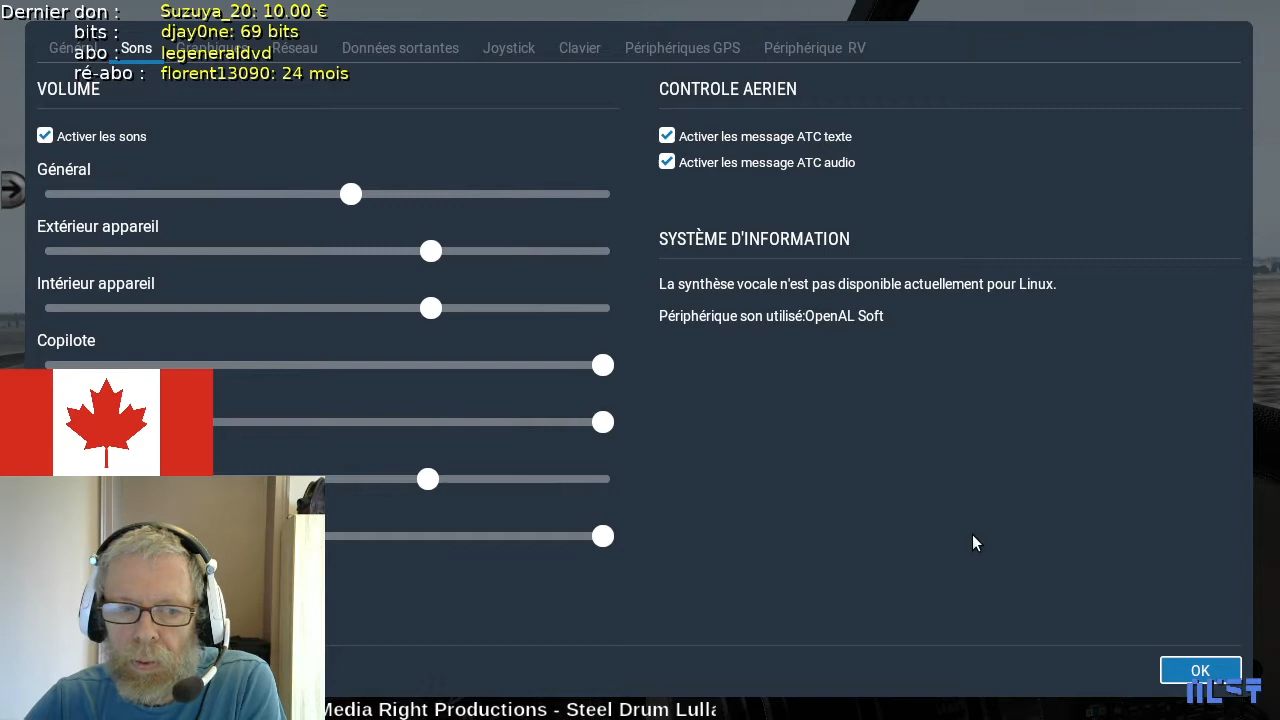 Dernier don : Suzuya_20: 10.00 €
bits : djay0ne: 69 bits
abo : legeneraldvd
ré-abo : florent13090: 24 mois
Général Sons Graphiques Réseau Données sortantes Joystick Clavier Périphériques GPS Périphérique RV
VOLUME
Activer les sons
Général
Extérieur appareil
Intérieur appareil
Copilote
CONTROLE AERIEN
Activer les message ATC texte
Activer les message ATC audio
SYSTÈME D'INFORMATION
La synthèse vocale n'est pas disponible actuellement pour Linux.
Périphérique son utilisé:OpenAL Soft
OK
Media Right Productions - Steel Drum Lulla